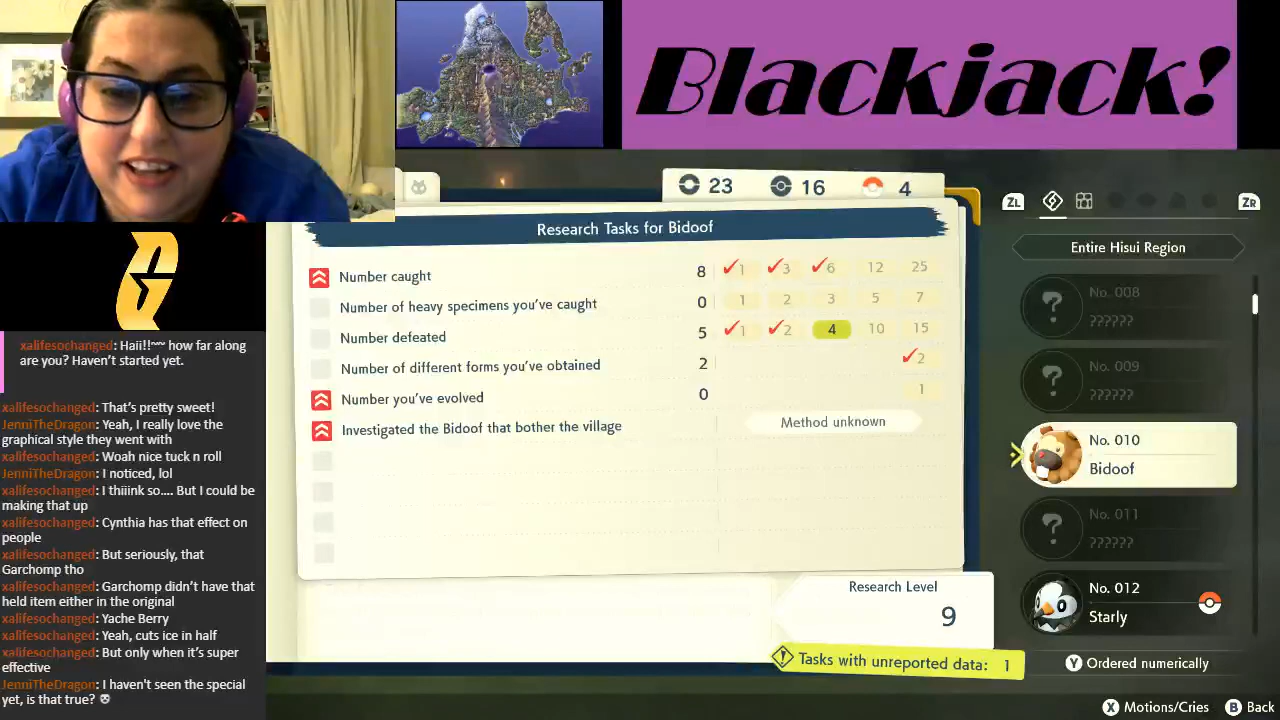 Blackjack!
23 16 4
ZL ZR
Research Tasks for Bidoof
Entire Hisui Region
Number caught 8 1 3 6 12 25
Number of heavy specimens you've caught 0 1 2 3 5 7
Number defeated 5 1 2 4 10 15
Number of different forms you've obtained 2 2
Number you've evolved 0 1
Investigated the Bidoof that bother the village Method unknown
No. 008
??????
No. 009
??????
No. 010
Bidoof
No. 011
??????
No. 012
Starly
Research Level
9
Tasks with unreported data: 1
Y Ordered numerically
X Motions/Cries B Back
xalifesochanged: Haii!!~~ how far along
are you? Haven't started yet.
xalifesochanged: That's pretty sweet!
JenniTheDragon: Yeah, I really love the
graphical style they went with
xalifesochanged: Woah nice tuck n roll
JenniTheDragon: I noticed, lol
xalifesochanged: I thiiink so.... But I could be
making that up
xalifesochanged: Cynthia has that effect on
people
xalifesochanged: But seriously, that
Garchomp tho
xalifesochanged: Garchomp didn't have that
held item either in the original
xalifesochanged: Yache Berry
xalifesochanged: Yeah, cuts ice in half
xalifesochanged: But only when it's super
effective
JenniTheDragon: I haven't seen the special
yet, is that true?